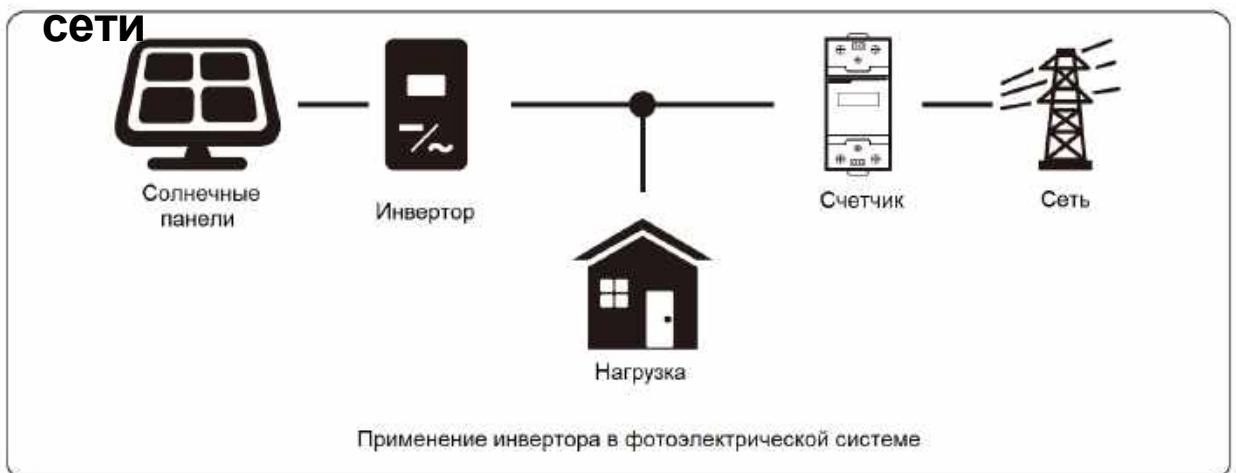 сети
Солнечные
панели
Инвертор
Счетчик
Сеть
Нагрузка
Применение инвертора в фотоэлектрической системе